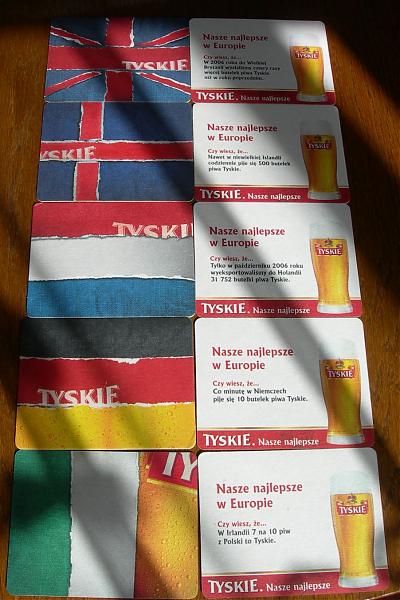 TYSKIE
Nasze najlepsze
w Europie
Czy wiesz, że...
W 2006 roku do Wielkiej
Brytanii wysłaliśmy cztery razy
więcej butelek piwa Tyskie
niż w roku poprzednim.
TYSKIE
TYSKIE. Nasze najlepsze
YSKIE
Nasze najlepsze
w Europie
Czy wiesz, że...
Nawet w niewielkiej Islandii
codziennie pije się 500 butelek
piwa Tyskie.
TYSKIE
TYSKIE. Nasze najlepsze
TYSKI
Nasze najlepsze
w Europie
Czy wiesz, że...
Tylko w październiku 2006 roku
wyeksportowaliśmy do Holandii
31 752 butelki piwa Tyskie.
TYSKIE
TYSKIE. Nasze najlepsze
TYSKIE
Nasze najlepsze
w Europie
Czy wiesz, że...
Co minutę w Niemczech
pije się 10 butelek piwa Tyskie.
TYSKIE
TYSKIE. Nasze najlepsze
TY
Nasze najlepsze
w Europie
Czy wiesz, że...
W Irlandii 7 na 10 piw
z Polski to Tyskie.
TYSKIE
TYSKIE. Nasze najlepsze